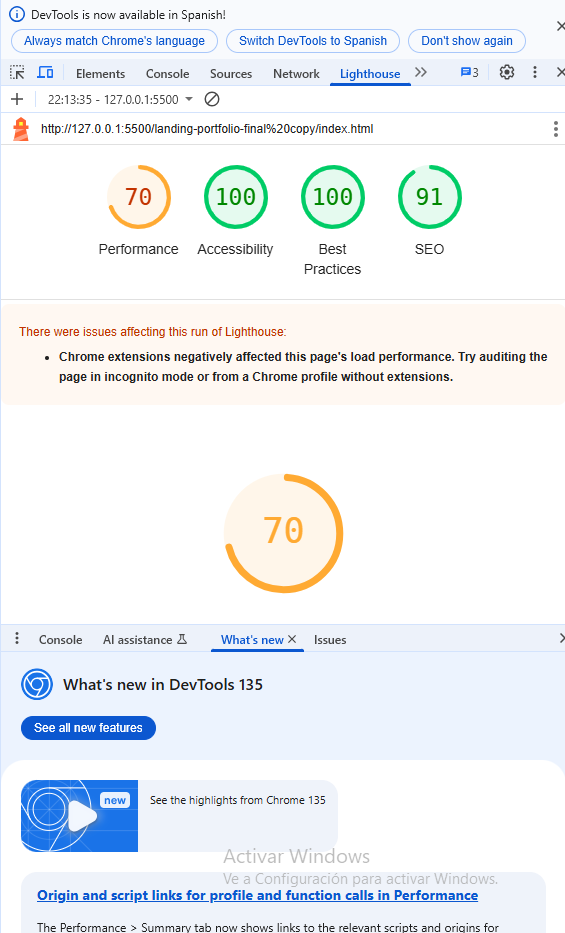 DevTools is now available in Spanish!
Always match Chrome's language Switch DevTools to Spanish Don't show again
Elements Console Sources Network Lighthouse 3
22:13:35 - 127.0.0.1:5500
http://127.0.0.1:5500/landing-portfolio-final%20copy/index.html
70 100 100 91
Performance Accessibility Best Practices SEO
There were issues affecting this run of Lighthouse:
Chrome extensions negatively affected this page's load performance. Try auditing the
page in incognito mode or from a Chrome profile without extensions.
70
Console AI assistance What's new Issues
What's new in DevTools 135
See all new features
new
See the highlights from Chrome 135
Activar Windows
Ve a Configuración para activar Windows.
Origin and script links for profile and function calls in Performance
The Performance > Summary tab now shows links to the relevant scripts and origins for